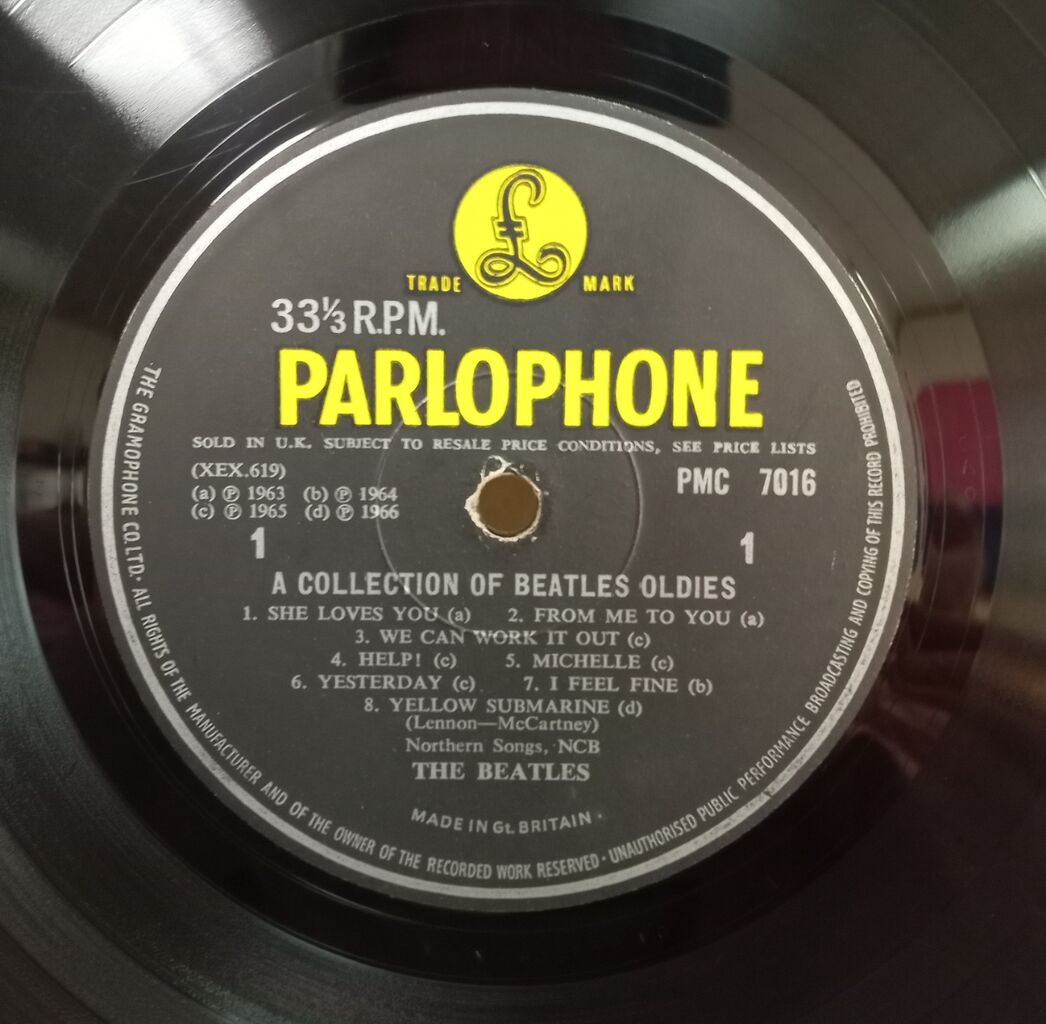 TRADE MARK
33⅓ R.P.M.
PARLOPHONE
SOLD IN U.K. SUBJECT TO RESALE PRICE CONDITIONS, SEE PRICE LISTS
(XEX.619)
PMC 7016
(a) ℗ 1963 (b) ℗ 1964
(c) ℗ 1965 (d) ℗ 1966
1 1
A COLLECTION OF BEATLES OLDIES
1. SHE LOVES YOU (a) 2. FROM ME TO YOU (a)
3. WE CAN WORK IT OUT (c)
4. HELP! (c) 5. MICHELLE (c)
6. YESTERDAY (c) 7. I FEEL FINE (b)
8. YELLOW SUBMARINE (d)
(Lennon—McCartney)
Northern Songs, NCB
THE BEATLES
MADE IN Gt. BRITAIN
THE GRAMOPHONE CO. LTD. · ALL RIGHTS OF THE MANUFACTURER AND OF THE OWNER OF THE RECORDED WORK RESERVED · UNAUTHORISED PUBLIC PERFORMANCE BROADCASTING AND COPYING OF THIS RECORD PROHIBITED